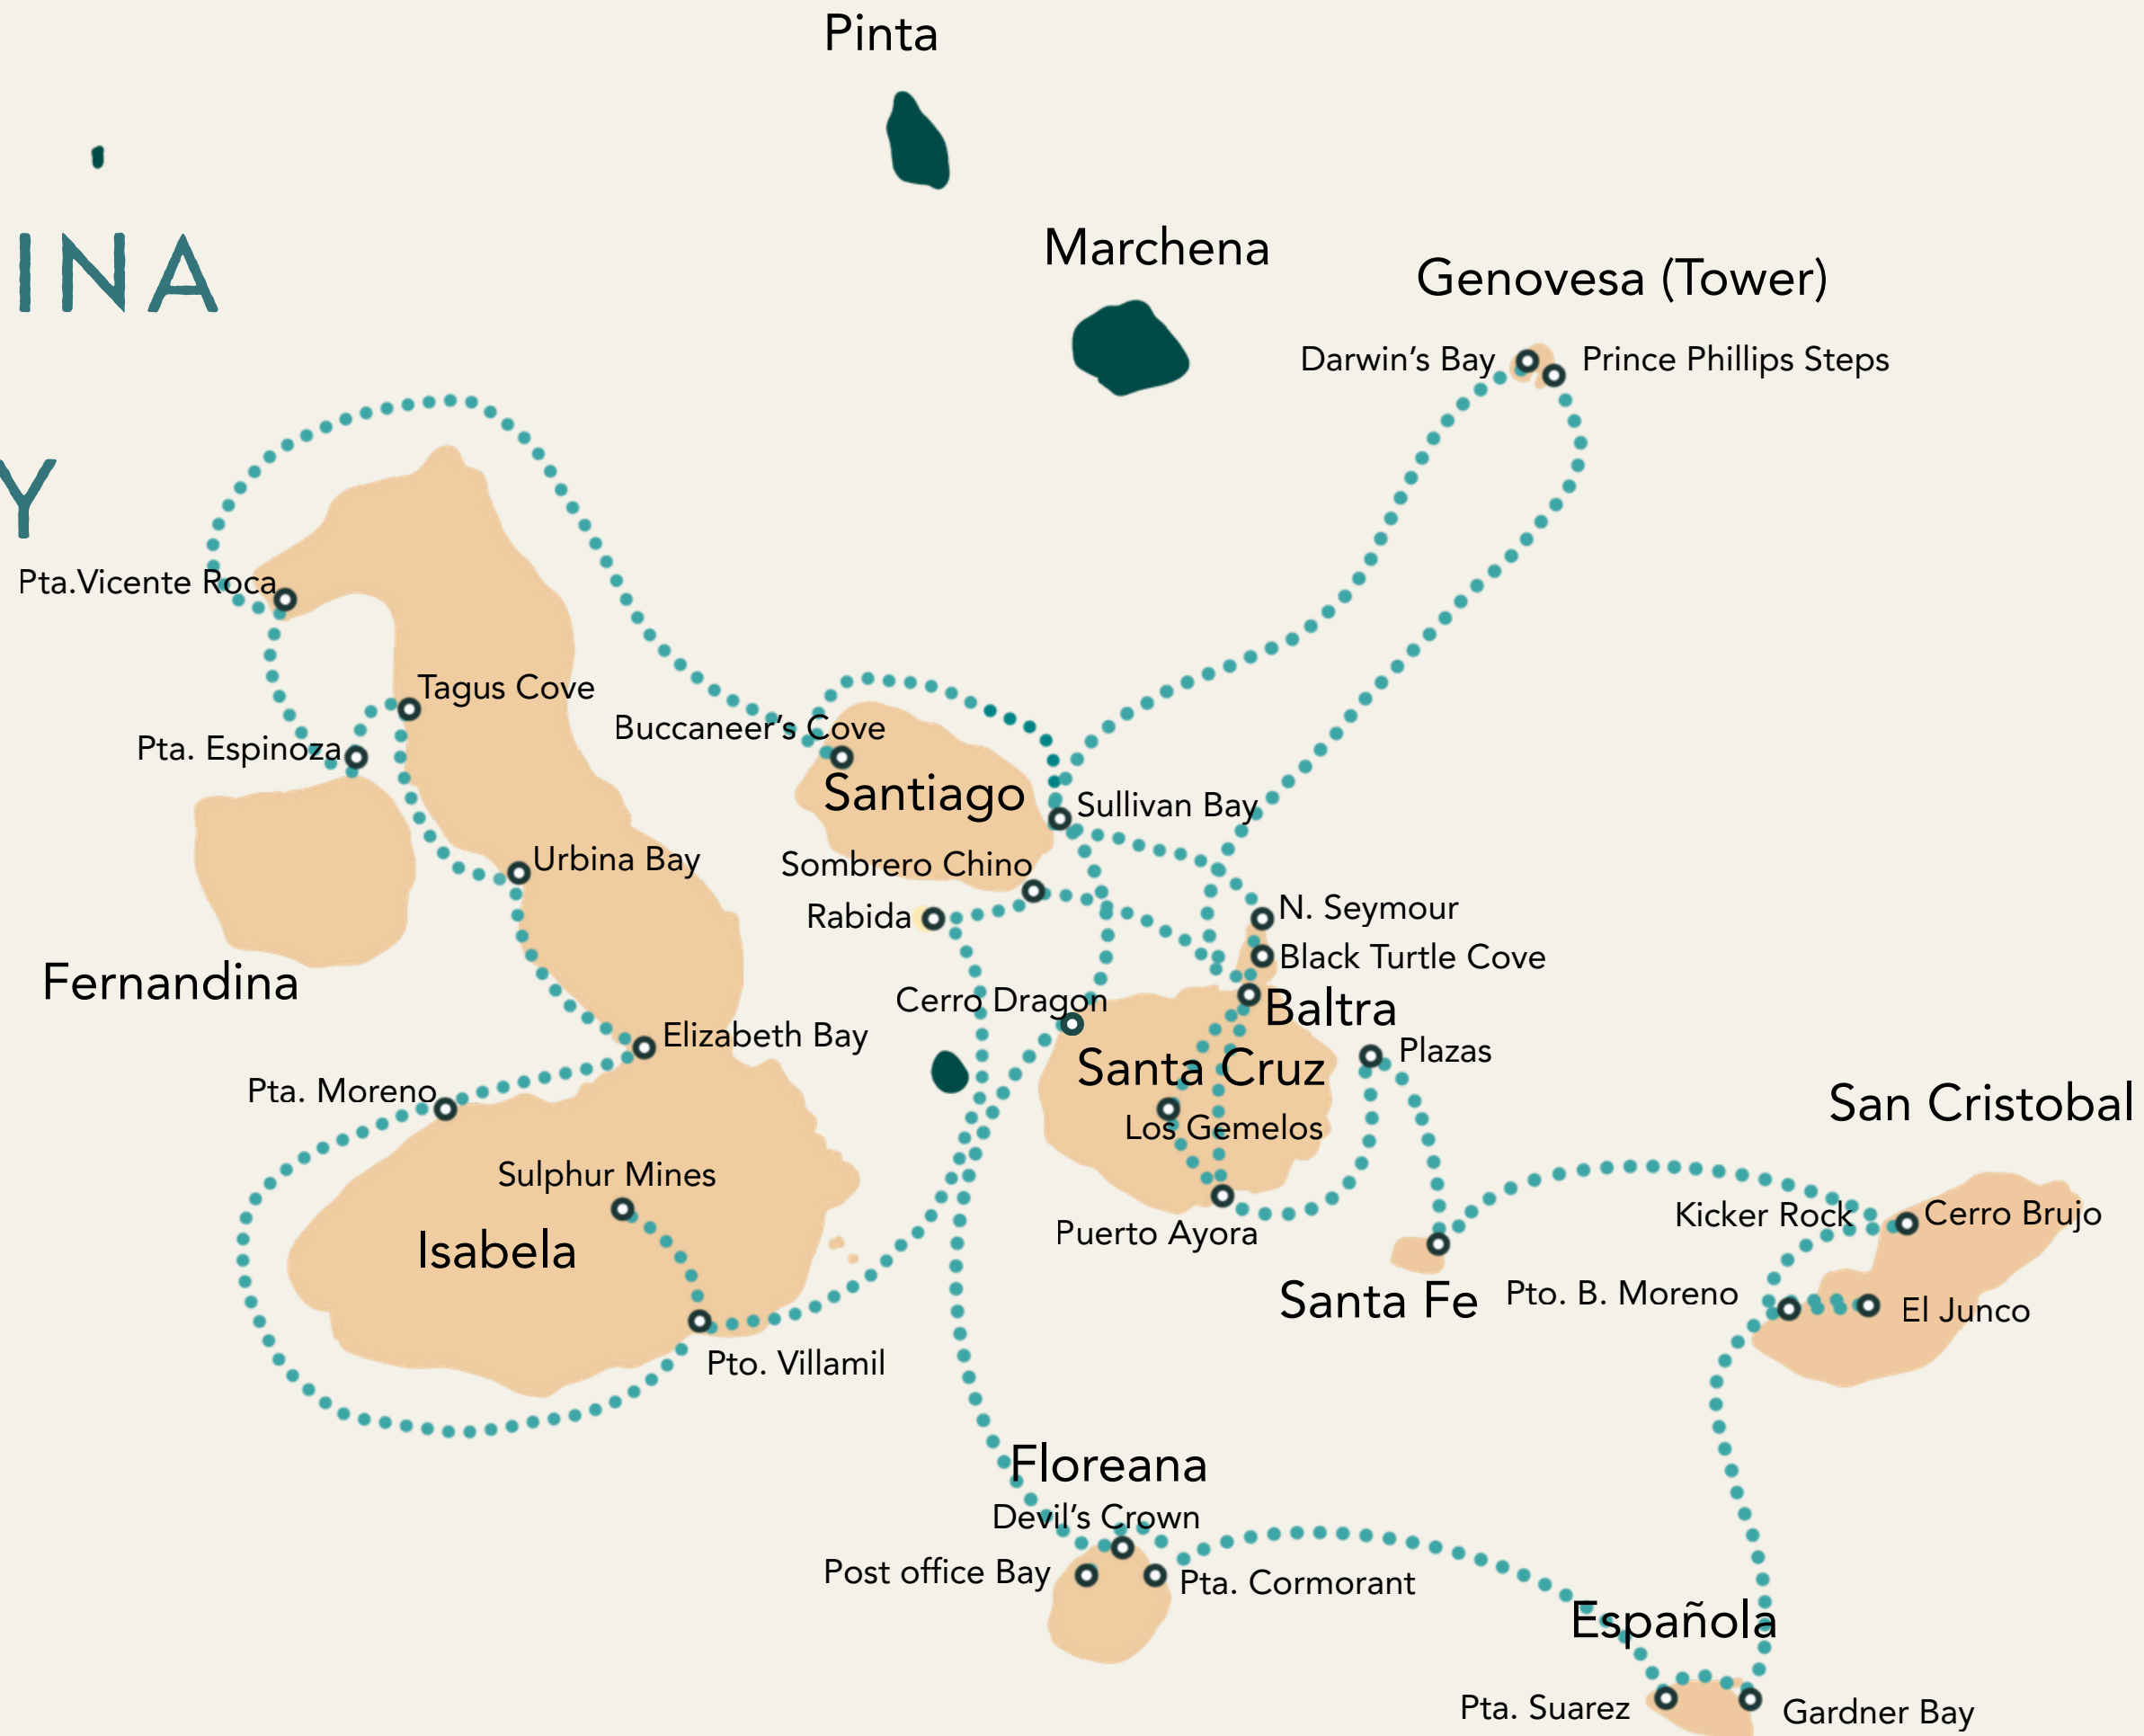 Pinta
INA
Marchena
Genovesa (Tower)
Darwin's Bay
Prince Phillips Steps
Y
Pta.Vicente Roca
Tagus Cove
Buccaneer's Cove
Pta. Espinoza
Santiago
Sullivan Bay
Urbina Bay
Sombrero Chino
Rabida
N. Seymour
Black Turtle Cove
Fernandina
Cerro Dragon
Baltra
Elizabeth Bay
Plazas
Santa Cruz
Pta. Moreno
Los Gemelos
San Cristobal
Sulphur Mines
Kicker Rock
Cerro Brujo
Puerto Ayora
Isabela
Santa Fe
Pto. B. Moreno
El Junco
Pto. Villamil
Floreana
Devil's Crown
Post office Bay
Pta. Cormorant
Española
Pta. Suarez
Gardner Bay